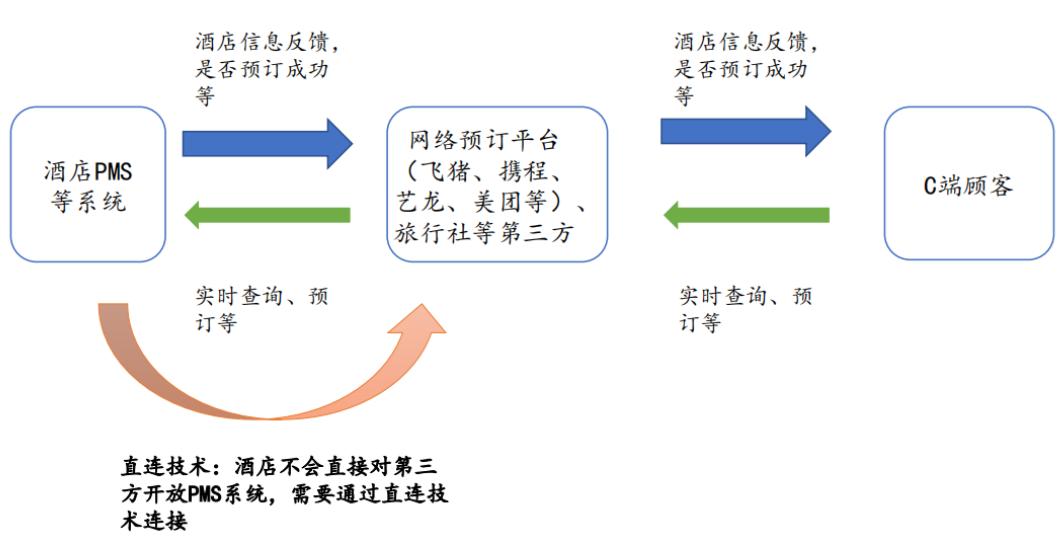 酒店信息反馈，
是否预订成功
等
酒店信息反馈，
是否预订成功
等
酒店PMS
等系统
网络预订平台
（飞猪、携程、
艺龙、美团等）、
旅行社等第三方
C端顾客
实时查询、预
订等
实时查询、预
订等
直连技术：酒店不会直接对第三
方开放PMS系统，需要通过直连技
术连接